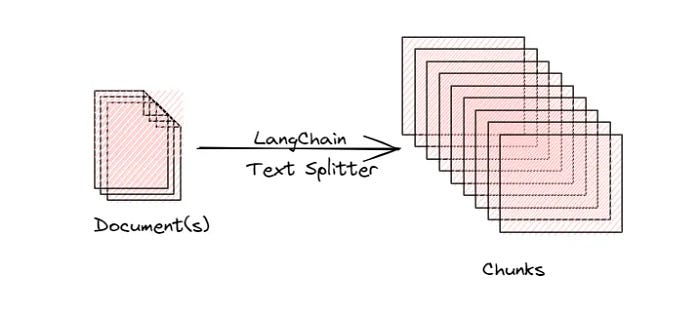 LangChain
Text Splitter
Document(s)
Chunks